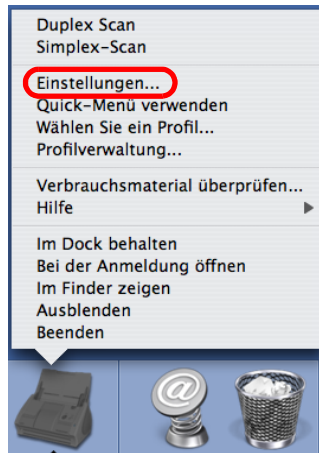 Duplex Scan
Simplex-Scan
Einstellungen...
Quick-Menü verwenden
Wählen Sie ein Profil...
Profilverwaltung...
Verbrauchsmaterial überprüfen...
Hilfe
Im Dock behalten
Bei der Anmeldung öffnen
Im Finder zeigen
Ausblenden
Beenden
@